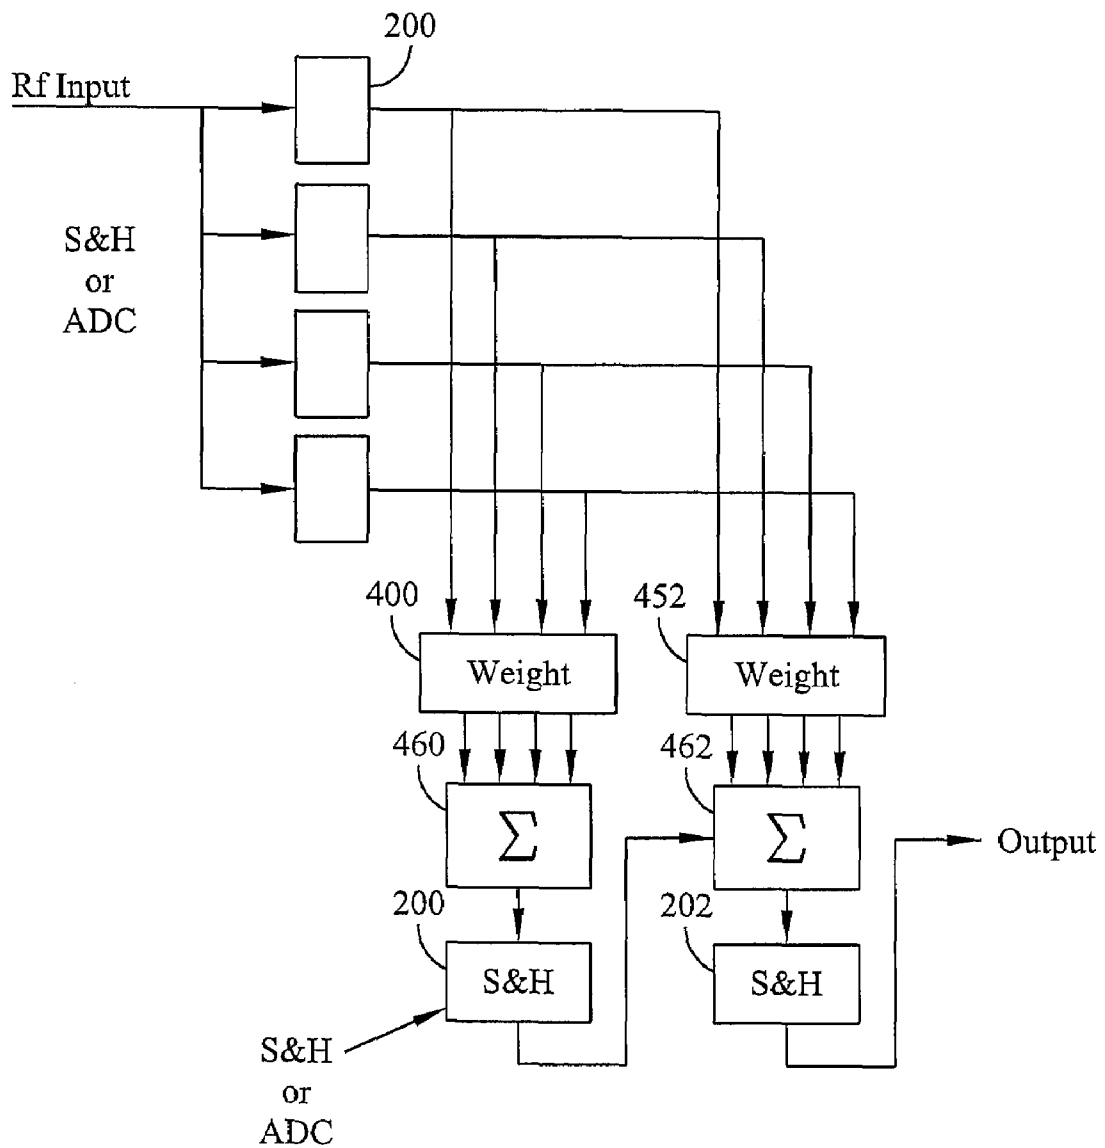 200
Rf Input
S&H
or
ADC
400
452
Weight
Weight
460
462
Σ
Σ
Output
200
202
S&H
S&H
S&H
or
ADC